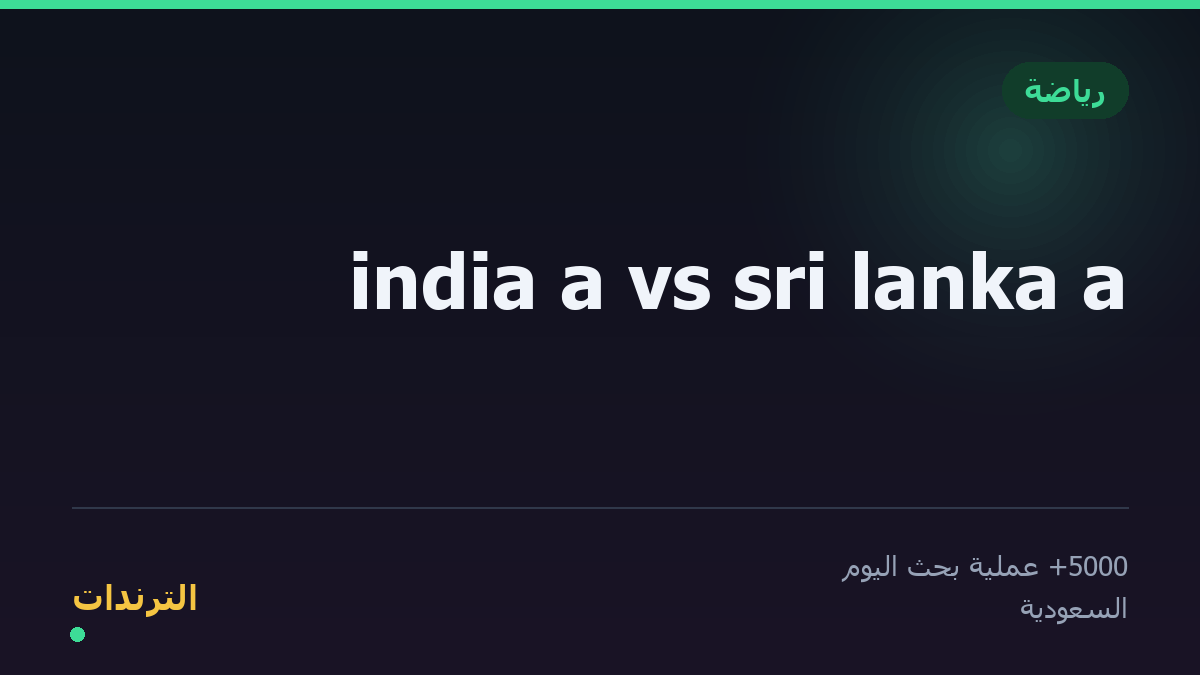 رياضة
india a vs sri lanka a
+5000 عملية بحث اليوم
السعودية
الترندات